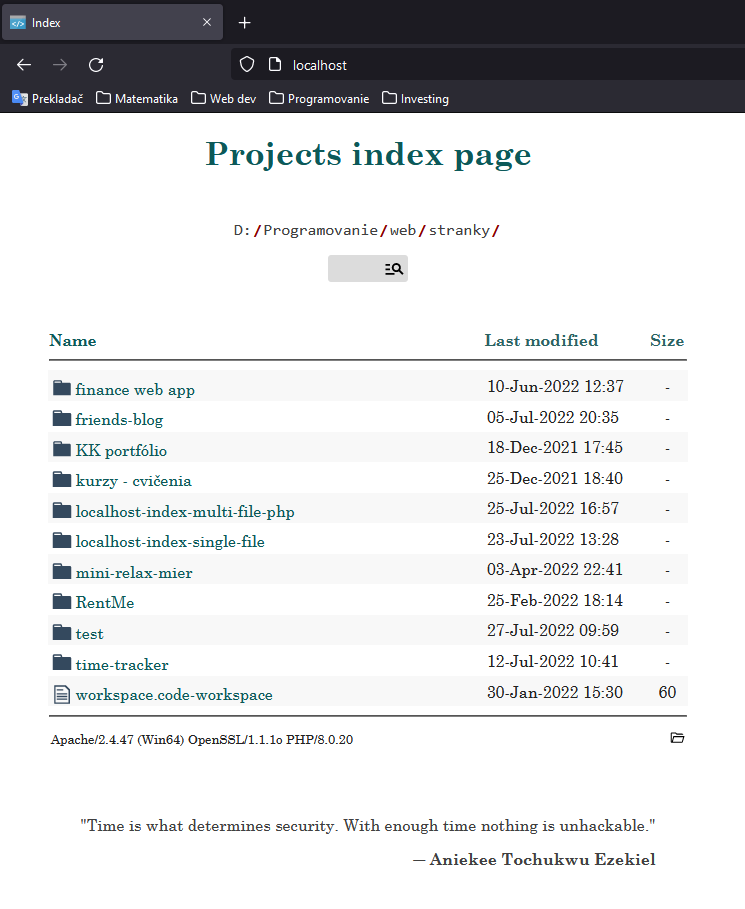 Index
localhost
Prekladač Matematika Web dev Programovanie Investing
Projects index page
D:/Programovanie/web/stranky/
Name Last modified Size
finance web app 10-Jun-2022 12:37 -
friends-blog 05-Jul-2022 20:35 -
KK portfólio 18-Dec-2021 17:45 -
kurzy - cvičenia 25-Dec-2021 18:40 -
localhost-index-multi-file-php 25-Jul-2022 16:57 -
localhost-index-single-file 23-Jul-2022 13:28 -
mini-relax-mier 03-Apr-2022 22:41 -
RentMe 25-Feb-2022 18:14 -
test 27-Jul-2022 09:59 -
time-tracker 12-Jul-2022 10:41 -
workspace.code-workspace 30-Jan-2022 15:30 60
Apache/2.4.47 (Win64) OpenSSL/1.1.1o PHP/8.0.20
"Time is what determines security. With enough time nothing is unhackable."
— Aniekee Tochukwu Ezekiel